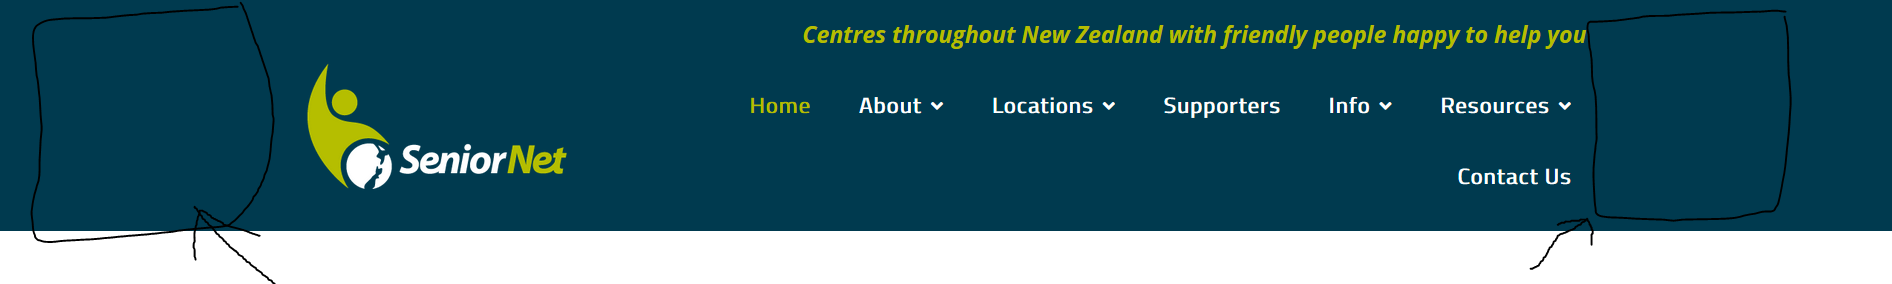 Centres throughout New Zealand with friendly people happy to help you
Home About Locations Supporters Info Resources
SeniorNet
Contact Us